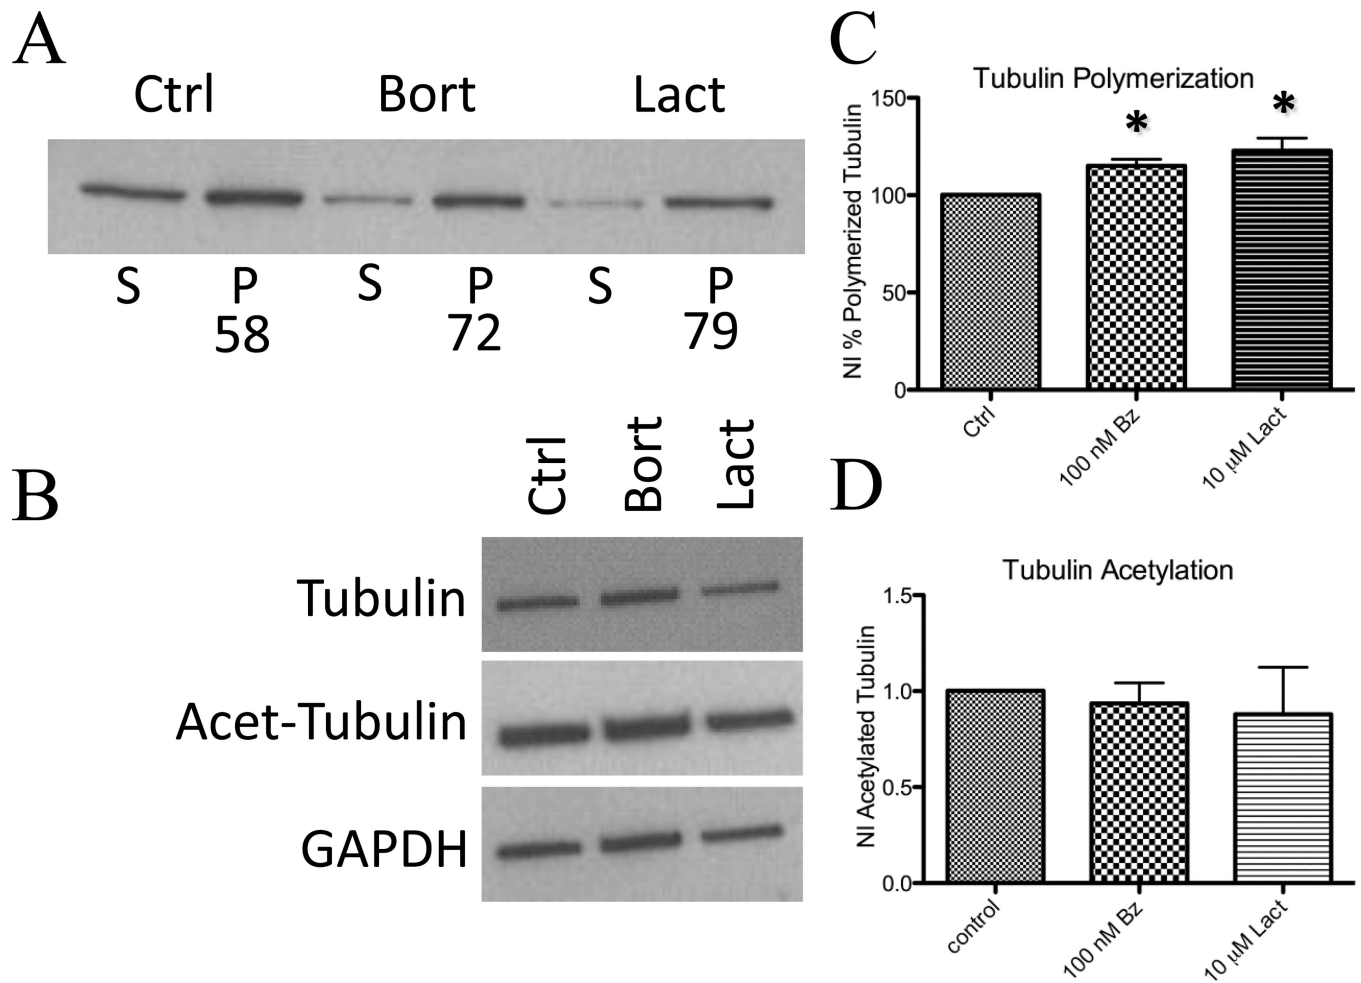 A
Ctrl Bort Lact
S P S P S P
58 72 79
B
Ctrl Bort Lact
Tubulin
Acet-Tubulin
GAPDH
C
Tubulin Polymerization
* *
NI % Polymerized Tubulin
150
100
50
0
Ctrl 100 nM Bz 10 μM Lact
D
Tubulin Acetylation
NI Acetylated Tubulin
1.5
1.0
0.5
0.0
control 100 nM Bz 10 μM Lact